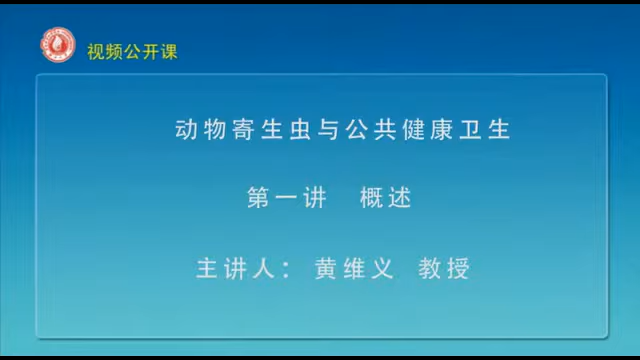 视频公开课
动物寄生虫与公共健康卫生
第一讲 概述
主讲人：黄维义 教授